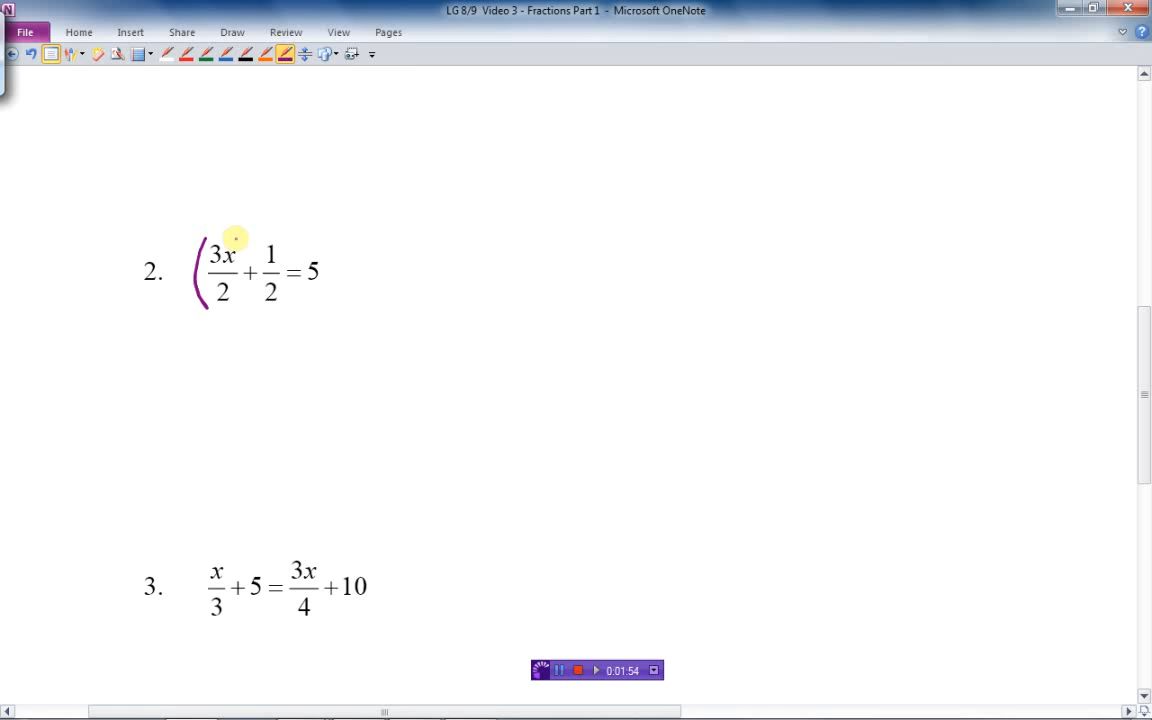 LG 8/9 Video 3 - Fractions Part 1 - Microsoft OneNote
File Home Insert Share Draw Review View Pages
2. (3x/2 + 1/2 = 5
3. x/3 + 5 = 3x/4 + 10
0:01:54